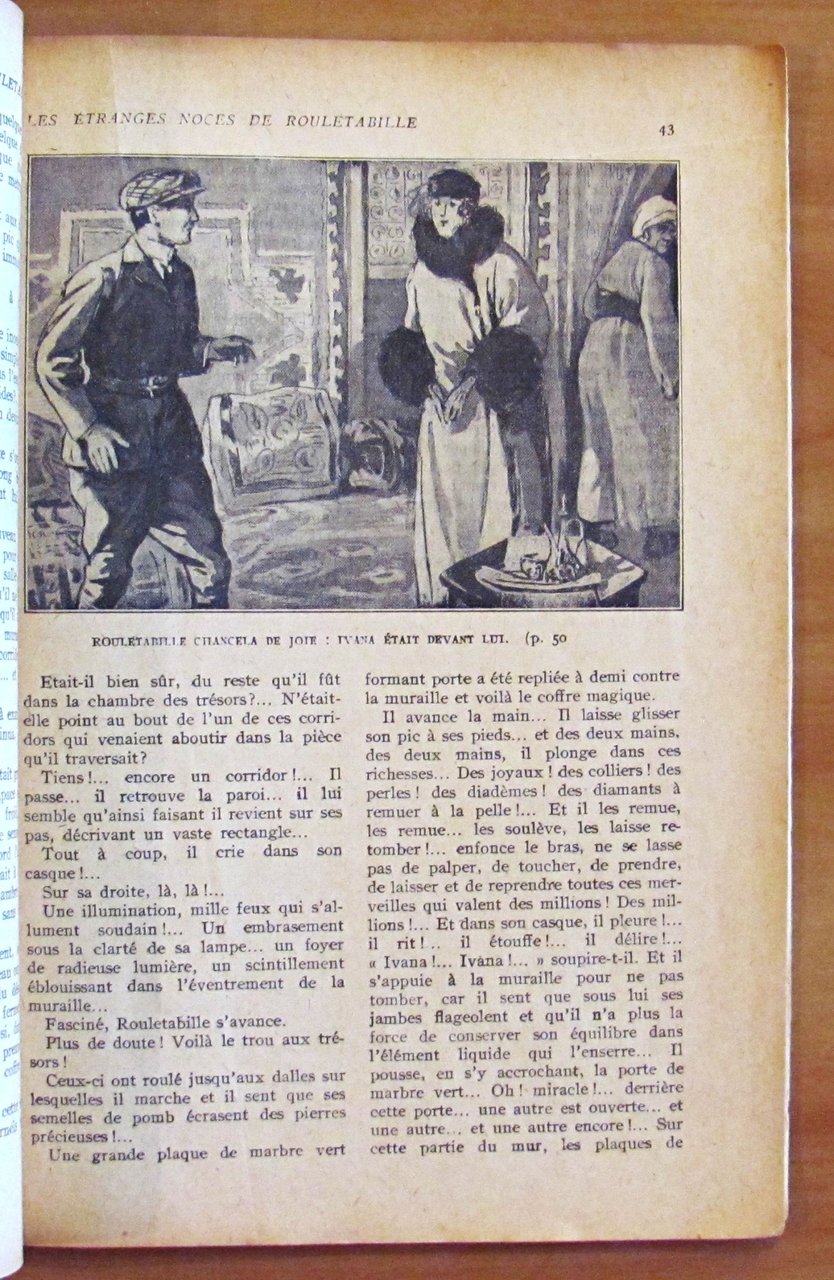 LES ÉTRANGES NOCES DE ROULETABILLE
43
ROULETABILLE CHANCELA DE JOIE : IVANA ÉTAIT DEVANT LUI. (p. 50
Etait-il bien sûr, du reste qu'il fût
dans la chambre des trésors?... N'était-
elle point au bout de l'un de ces corri-
dors qui venaient aboutir dans la pièce
qu'il traversait?
Tiens!... encore un corridor!... Il
passe... il retrouve la paroi... il lui
semble qu'ainsi faisant il revient sur ses
pas, décrivant un vaste rectangle...
Tout à coup, il crie dans son
casque!...
Sur sa droite, là, là!...
Une illumination, mille feux qui s'al-
lument soudain!... Un embrasement
sous la clarté de sa lampe... un foyer
de radieuse lumière, un scintillement
éblouissant dans l'éventrement de la
muraille...
Fasciné, Rouletabille s'avance.
Plus de doute! Voilà le trou aux tré-
sors!
Ceux-ci ont roulé jusqu'aux dalles sur
lesquelles il marche et il sent que ses
semelles de pomb écrasent des pierres
précieuses!...
Une grande plaque de marbre vert
formant porte a été repliée à demi contre
la muraille et voilà le coffre magique.
Il avance la main... Il laisse glisser
son pic à ses pieds... et des deux mains,
des deux mains, il plonge dans ces
richesses... Des joyaux! des colliers! des
perles! des diadèmes! des diamants à
remuer à la pelle!... Et il les remue,
les remue... les soulève, les laisse re-
tomber!... enfonce le bras, ne se lasse
pas de palper, de toucher, de prendre,
de laisser et de reprendre toutes ces mer-
veilles qui valent des millions! Des mil-
lions!... Et dans son casque, il pleure!...
il rit!.. il étouffe!... il délire!...
« Ivana!... Ivana!... » soupire-t-il. Et il
s'appuie à la muraille pour ne pas
tomber, car il sent que sous lui ses
jambes flageolent et qu'il n'a plus la
force de conserver son équilibre dans
l'élément liquide qui l'enserre... Il
pousse, en s'y accrochant, la porte de
marbre vert... Oh! miracle!... derrière
cette porte... une autre est ouverte... et
une autre... et une autre encore!... Sur
cette partie du mur, les plaques de